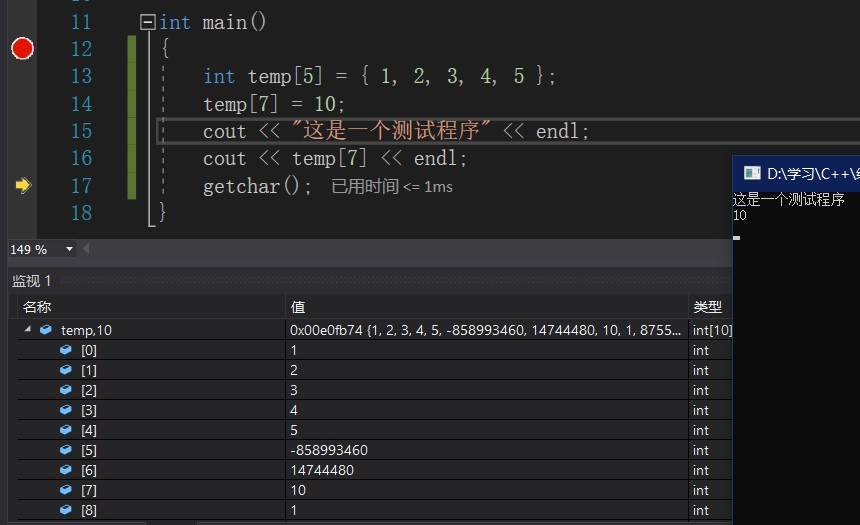 11 int main()
12 {
13 int temp[5] = { 1, 2, 3, 4, 5 };
14 temp[7] = 10;
15 cout << "这是一个测试程序" << endl;
16 cout << temp[7] << endl;
17 getchar(); 已用时间 <= 1ms
18 }
D:\学习\C++\
这是一个测试程序
10
149 %
监视 1
名称 值 类型
temp,10 0x00e0fb74 {1, 2, 3, 4, 5, -858993460, 14744480, 10, 1, 8755... int[10]
[0] 1 int
[1] 2 int
[2] 3 int
[3] 4 int
[4] 5 int
[5] -858993460 int
[6] 14744480 int
[7] 10 int
[8] 1 int